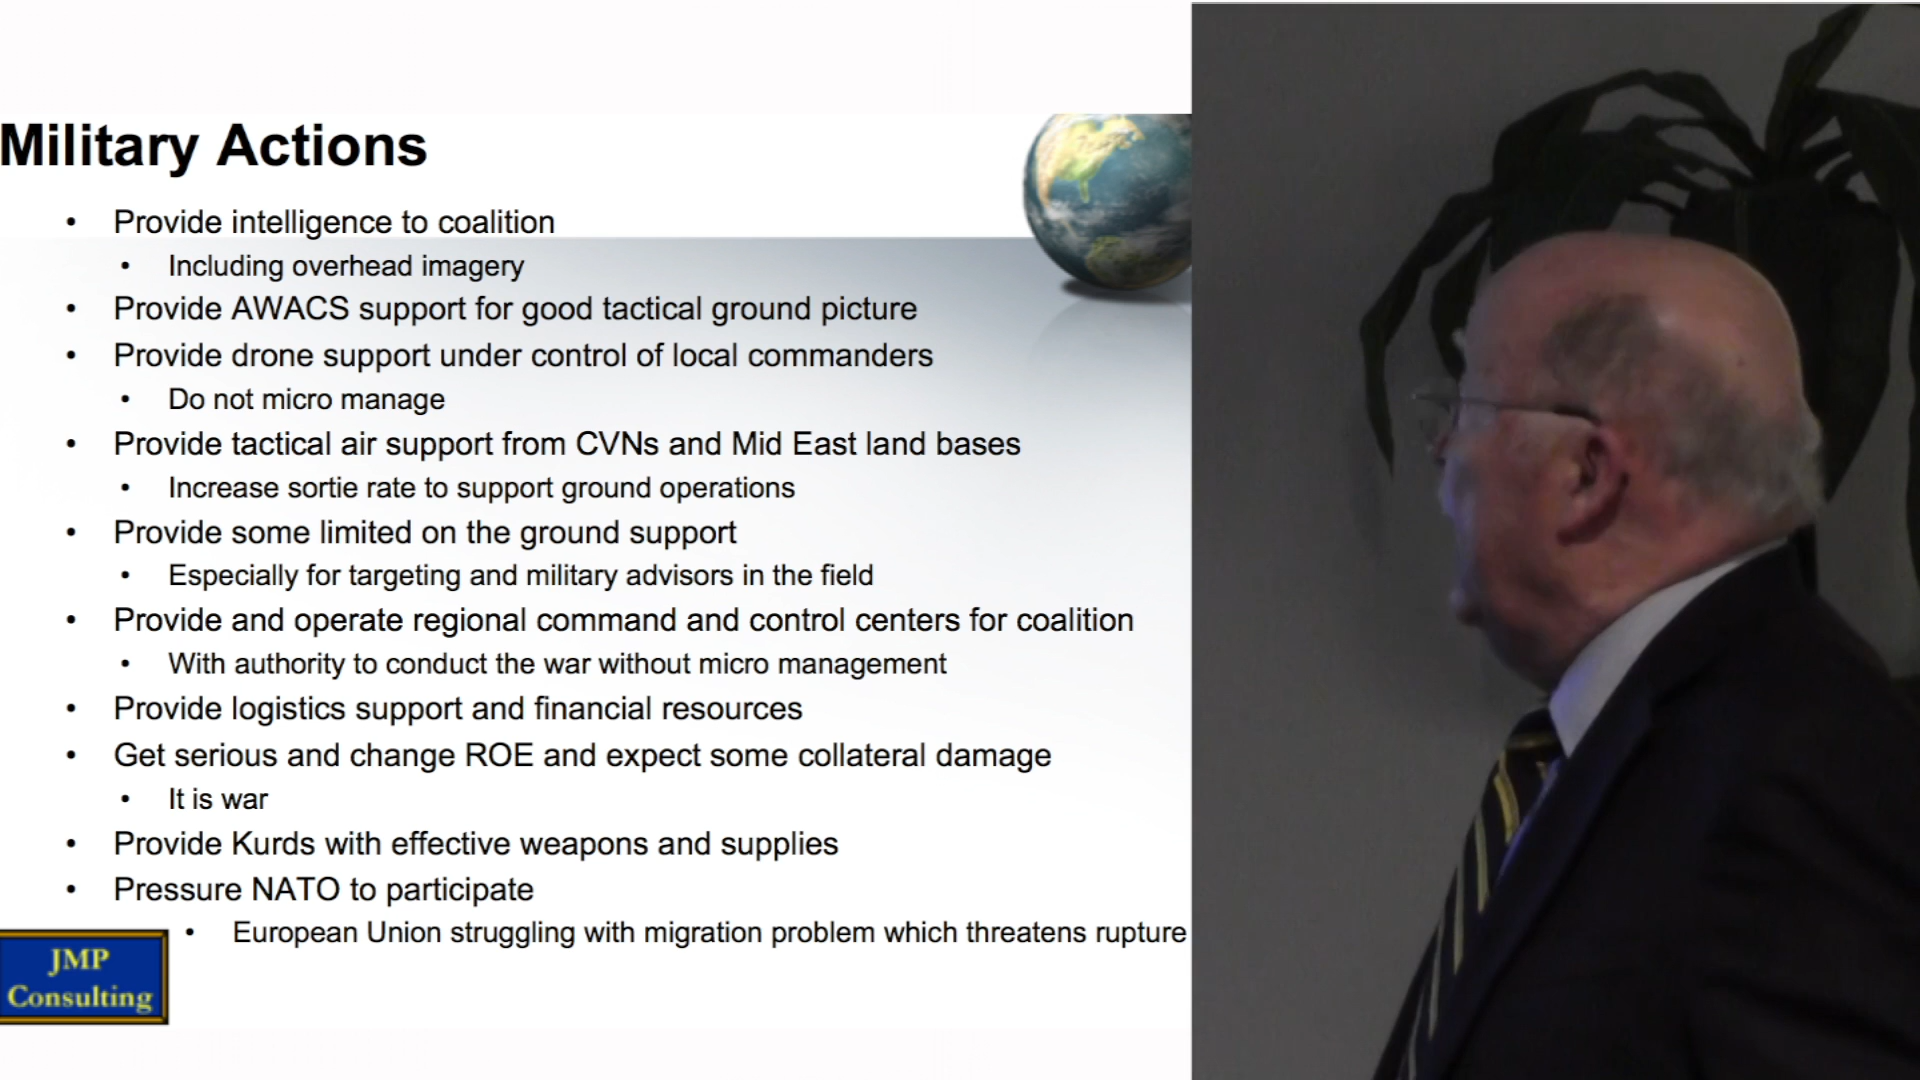 Military Actions
• Provide intelligence to coalition
• Including overhead imagery
• Provide AWACS support for good tactical ground picture
• Provide drone support under control of local commanders
• Do not micro manage
• Provide tactical air support from CVNs and Mid East land bases
• Increase sortie rate to support ground operations
• Provide some limited on the ground support
• Especially for targeting and military advisors in the field
• Provide and operate regional command and control centers for coalition
• With authority to conduct the war without micro management
• Provide logistics support and financial resources
• Get serious and change ROE and expect some collateral damage
• It is war
• Provide Kurds with effective weapons and supplies
• Pressure NATO to participate
• European Union struggling with migration problem which threatens rupture
JMP
Consulting